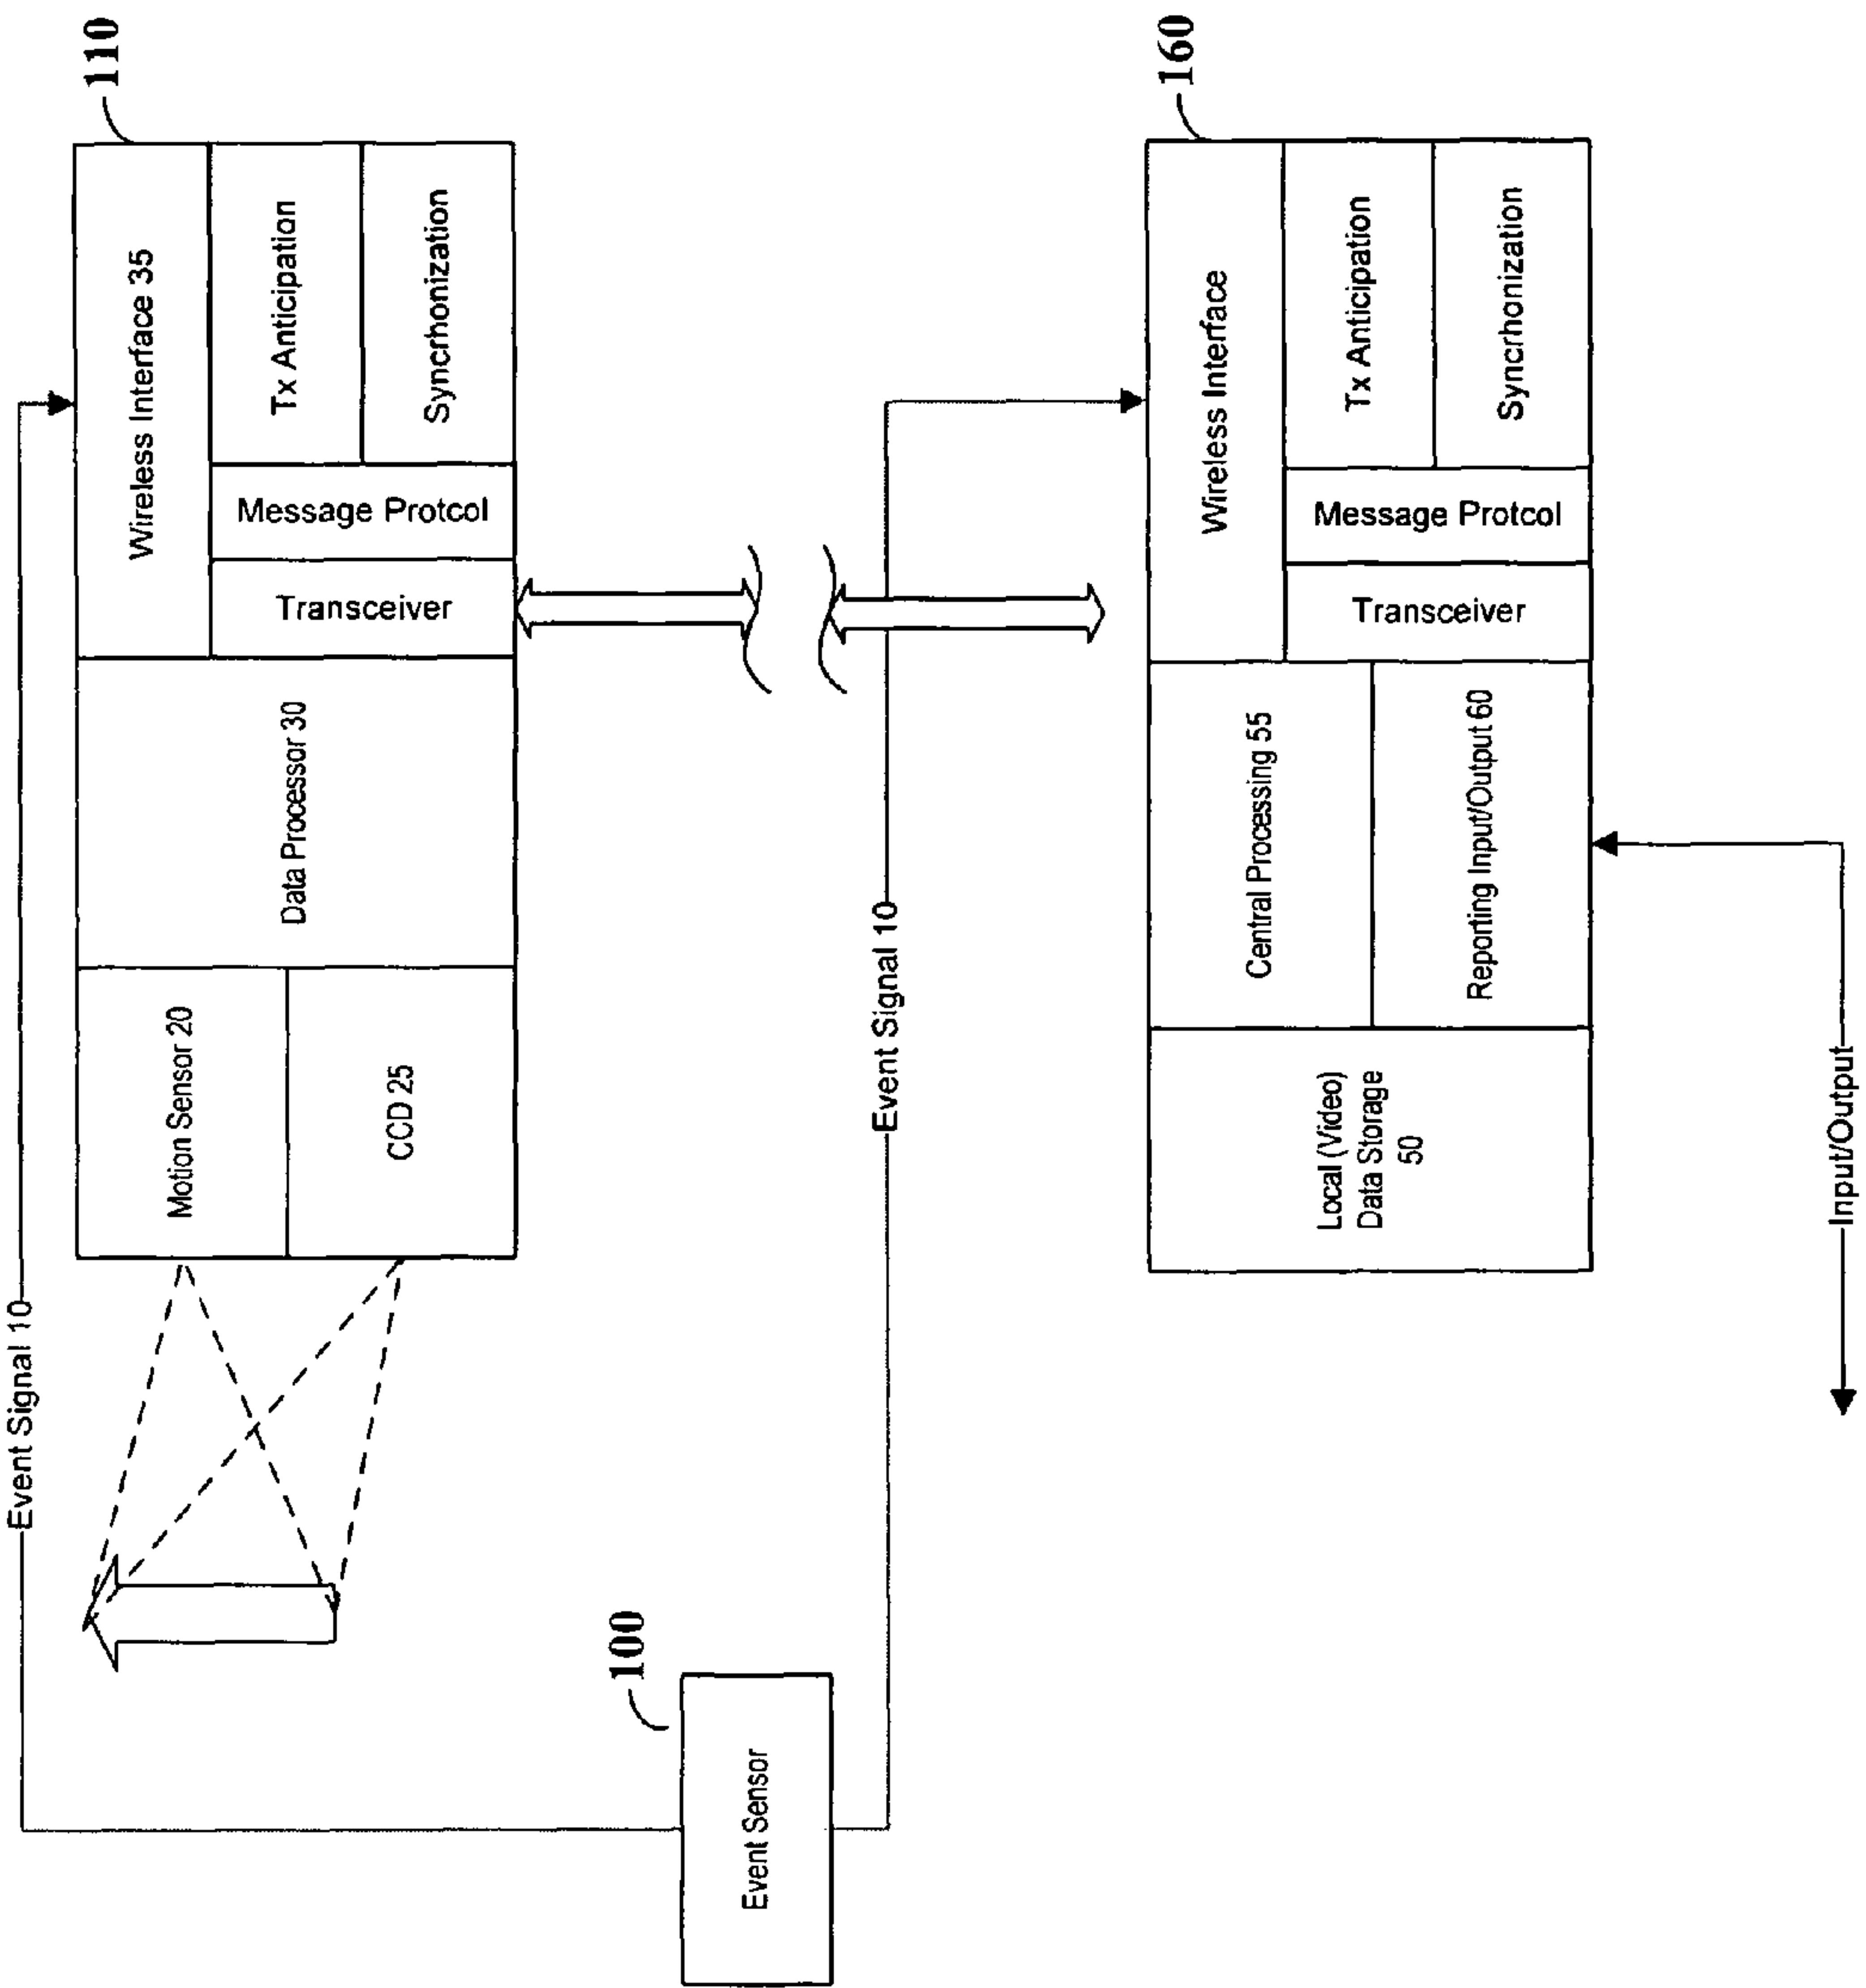 Event Signal 10
110
Motion Sensor 20
CCD 25
Data Processor 30
Wireless Interface 35
Transceiver
Message Protcol
Tx Anticipation
Syncrhonization
100
Event Sensor
Event Signal 10
160
Local (Video)
Data Storage
50
Central Processing 55
Reporting Input/Output 60
Wireless Interface
Transceiver
Message Protcol
Tx Anticipation
Syncrhonization
Input/Output